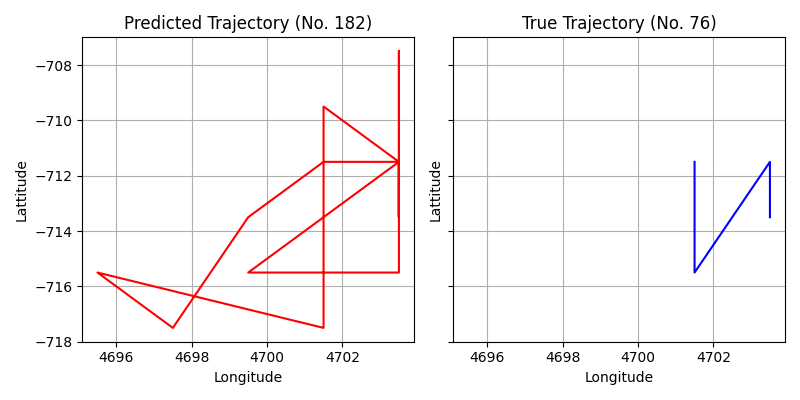 Predicted Trajectory (No. 182)
True Trajectory (No. 76)
−708
−710
−712
−714
−716
−718
Lattitude
Lattitude
4696 4698 4700 4702
4696 4698 4700 4702
Longitude
Longitude